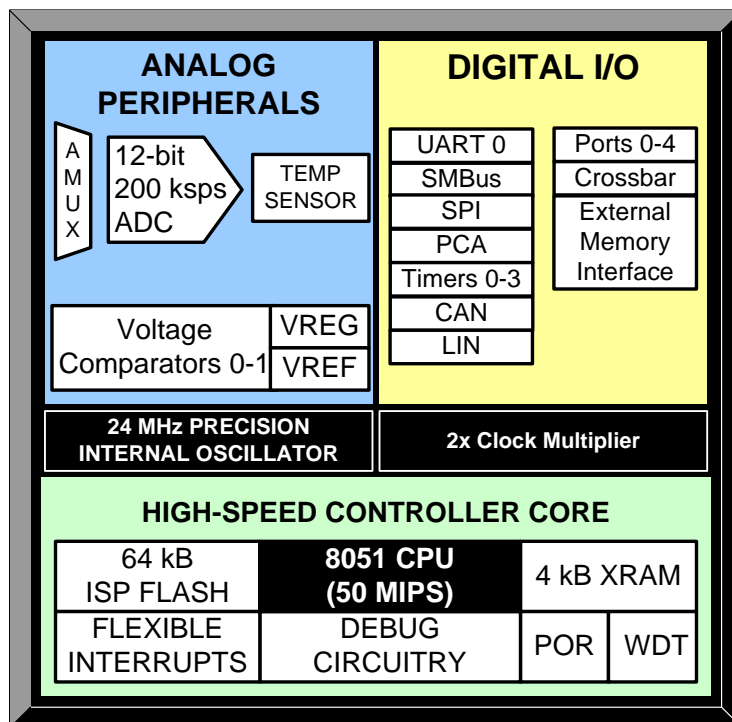 ANALOG
PERIPHERALS
A
M
U
X
12-bit
200 ksps
ADC
TEMP
SENSOR
Voltage
Comparators 0-1
VREG
VREF
DIGITAL I/O
UART 0
SMBus
SPI
PCA
Timers 0-3
CAN
LIN
Ports 0-4
Crossbar
External
Memory
Interface
24 MHz PRECISION
INTERNAL OSCILLATOR
2x Clock Multiplier
HIGH-SPEED CONTROLLER CORE
64 kB
ISP FLASH
8051 CPU
(50 MIPS)
4 kB XRAM
FLEXIBLE
INTERRUPTS
DEBUG
CIRCUITRY
POR
WDT